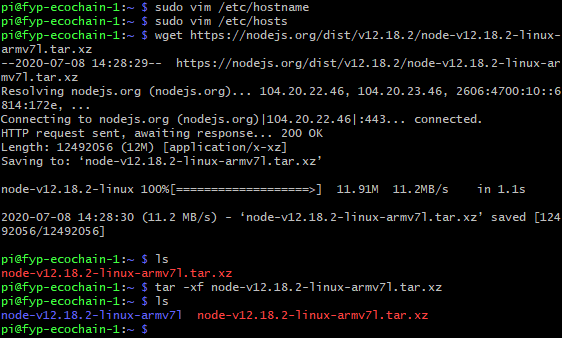 pi@fyp-ecochain-1:~ $ sudo vim /etc/hostname
pi@fyp-ecochain-1:~ $ sudo vim /etc/hosts
pi@fyp-ecochain-1:~ $ wget https://nodejs.org/dist/v12.18.2/node-v12.18.2-linux-
armv7l.tar.xz
--2020-07-08 14:28:29--  https://nodejs.org/dist/v12.18.2/node-v12.18.2-linux-ar
mv7l.tar.xz
Resolving nodejs.org (nodejs.org)... 104.20.22.46, 104.20.23.46, 2606:4700:10::6
814:172e, ...
Connecting to nodejs.org (nodejs.org)|104.20.22.46|:443... connected.
HTTP request sent, awaiting response... 200 OK
Length: 12492056 (12M) [application/x-xz]
Saving to: ‘node-v12.18.2-linux-armv7l.tar.xz’
node-v12.18.2-linux 100%[===================>]  11.91M  11.2MB/s    in 1.1s
2020-07-08 14:28:30 (11.2 MB/s) - ‘node-v12.18.2-linux-armv7l.tar.xz’ saved [124
92056/12492056]
pi@fyp-ecochain-1:~ $ ls
node-v12.18.2-linux-armv7l.tar.xz
pi@fyp-ecochain-1:~ $ tar -xf node-v12.18.2-linux-armv7l.tar.xz
pi@fyp-ecochain-1:~ $ ls
node-v12.18.2-linux-armv7l  node-v12.18.2-linux-armv7l.tar.xz
pi@fyp-ecochain-1:~ $